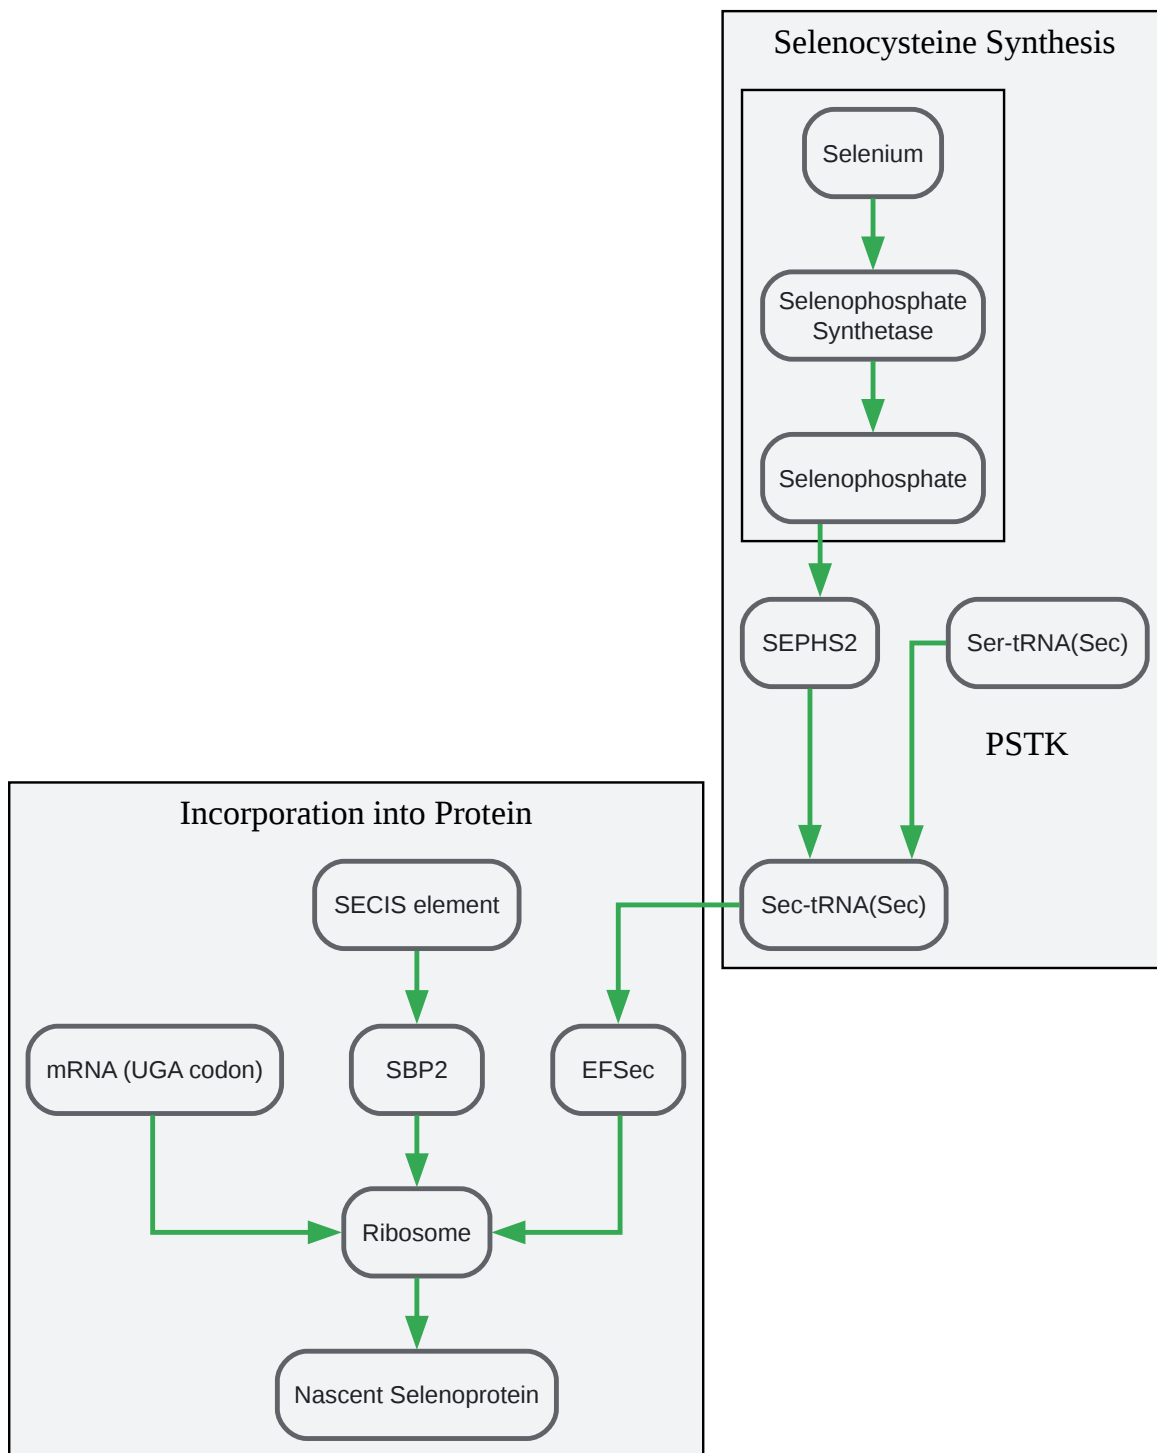 Selenocysteine Synthesis
Selenium
Selenophosphate
Synthetase
Selenophosphate
SEPHS2
Ser-tRNA(Sec)
PSTK
Sec-tRNA(Sec)
Incorporation into Protein
SECIS element
mRNA (UGA codon)
SBP2
EFSec
Ribosome
Nascent Selenoprotein